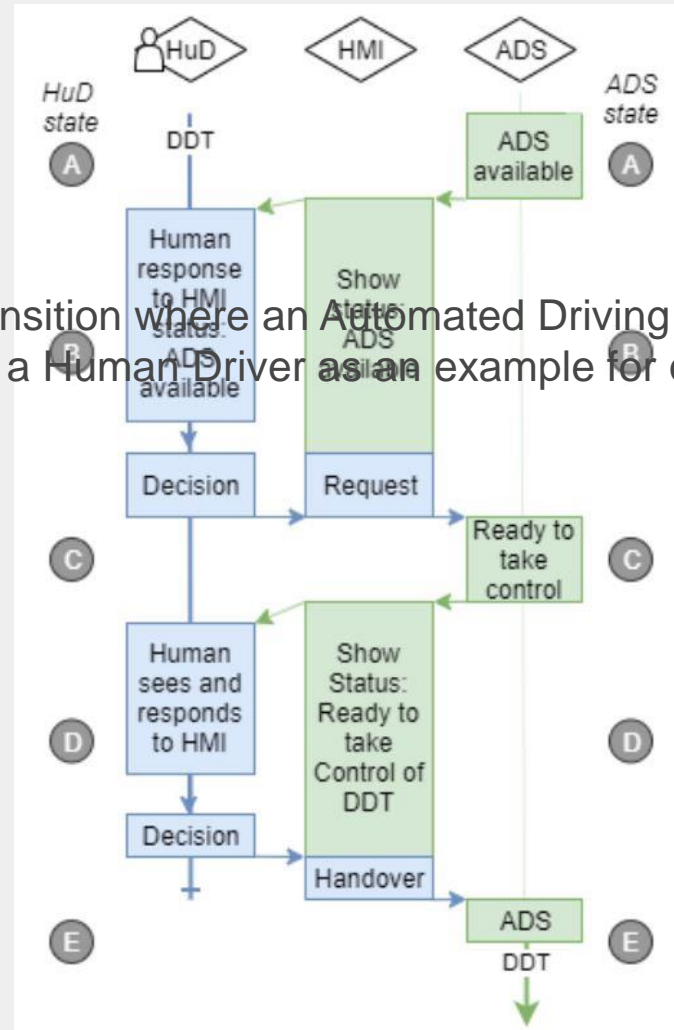 HuD HMI ADS
HuD
state
ADS
state
DDT
A
ADS
available
A
Human
response
to HMI
status:
ADS
available
Show
status:
ADS
available
nsition where an Automated Driving
a Human Driver as an example for
B
B
Decision
Request
C
Ready to
take
control
C
Human
sees and
responds
to HMI
Show
Status:
Ready to
take
Control of
DDT
D
D
Decision
Handover
E
ADS
E
DDT